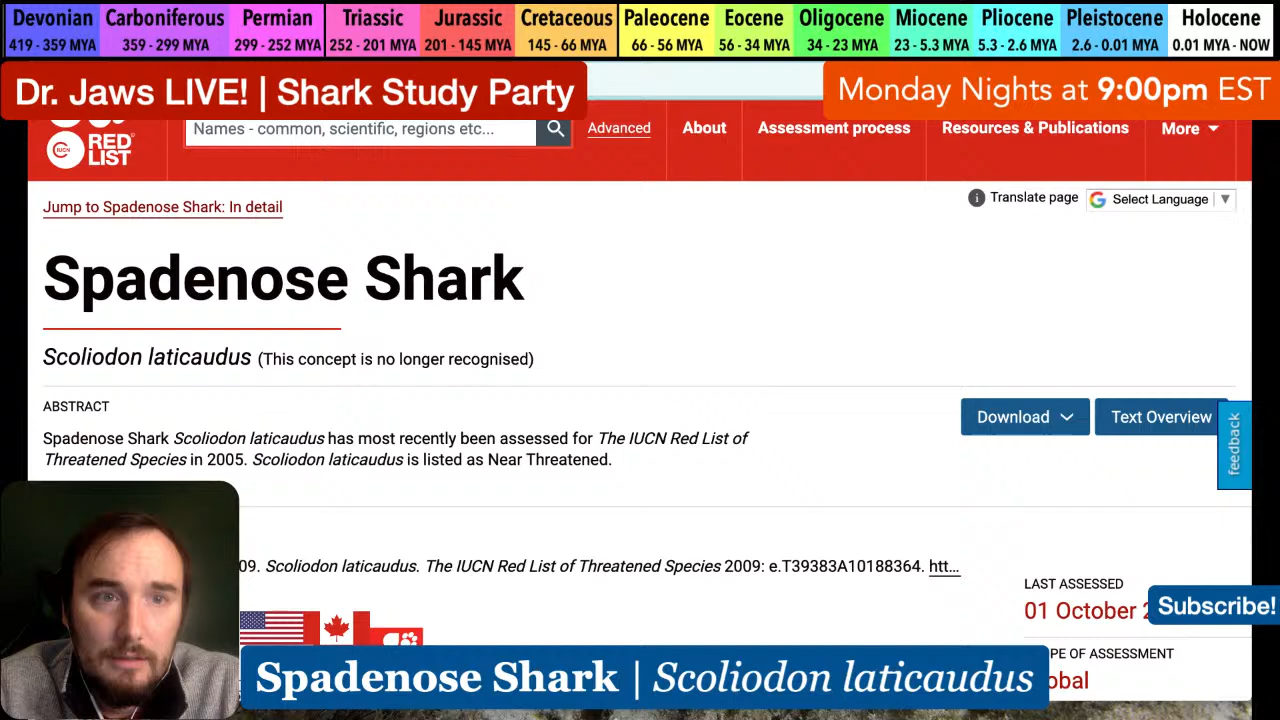 Devonian Carboniferous Permian Triassic Jurassic Cretaceous Paleocene Eocene Oligocene Miocene Pliocene Pleistocene Holocene
419 - 359 MYA 359 - 299 MYA 299 - 252 MYA 252 - 201 MYA 201 - 145 MYA 145 - 66 MYA 66 - 56 MYA 56 - 34 MYA 34 - 23 MYA 23 - 5.3 MYA 5.3 - 2.6 MYA 2.6 - 0.01 MYA 0.01 MYA - NOW
Dr. Jaws LIVE! | Shark Study Party
Monday Nights at 9:00pm EST
IUCN RED LIST
Names - common, scientific, regions etc...
Advanced
About
Assessment process
Resources & Publications
More
Jump to Spadenose Shark: In detail
Translate page
Select Language
Spadenose Shark
Scoliodon laticaudus (This concept is no longer recognised)
ABSTRACT
Download
Text Overview
feedback
Spadenose Shark Scoliodon laticaudus has most recently been assessed for The IUCN Red List of
Threatened Species in 2005. Scoliodon laticaudus is listed as Near Threatened.
09. Scoliodon laticaudus. The IUCN Red List of Threatened Species 2009: e.T39383A10188364. htt...
LAST ASSESSED
01 October
Subscribe!
OPE OF ASSESSMENT
obal
Spadenose Shark | Scoliodon laticaudus